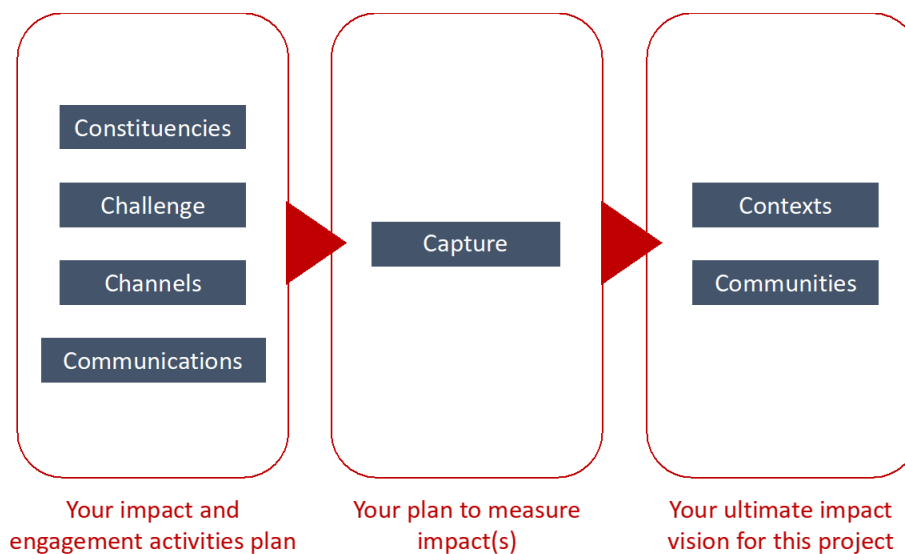 Constituencies
Challenge
Channels
Communications
Your impact and
engagement activities plan
Capture
Your plan to measure
impact(s)
Contexts
Communities
Your ultimate impact
vision for this project